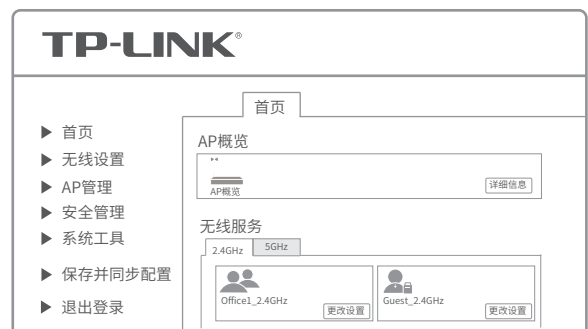 TP-LINK®
首页
首页
无线设置
AP管理
安全管理
系统工具
保存并同步配置
退出登录
AP概览
AP概览
详细信息
无线服务
2.4GHz 5GHz
Office1_2.4GHz
更改设置
Guest_2.4GHz
更改设置